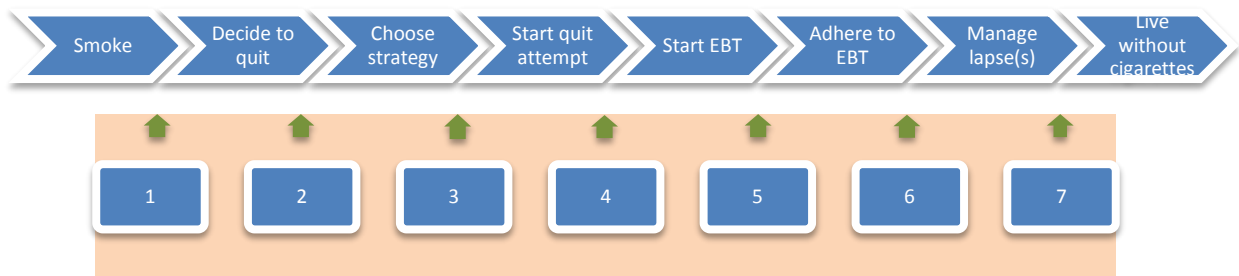 Smoke
Decide to
quit
Choose
strategy
Start quit
attempt
Start EBT
Adhere to
EBT
Manage
lapse(s)
Live
without
cigarettes
1
2
3
4
5
6
7